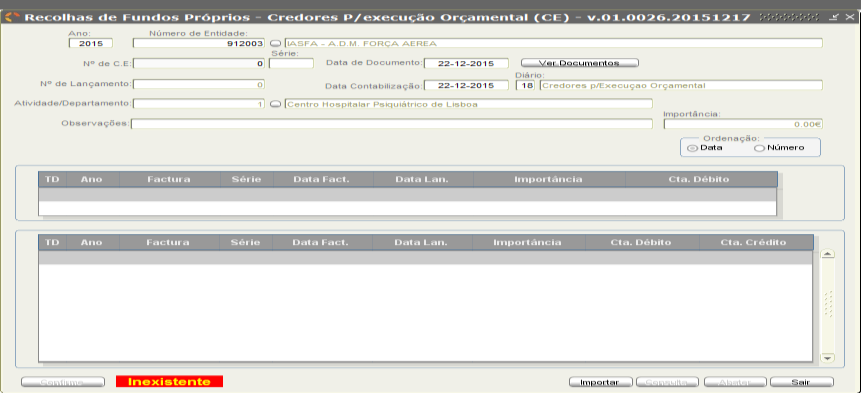 Recolhas de Fundos Próprios - Credores P/execução Orçamental (CE) - v.01.0026.20151217
Ano: Número de Entidade:
2015 912003 IASFA - A.D.M. FORÇA AEREA
Série:
Nº de C.E: 0 Data de Documento: 22-12-2015 Ver Documentos
Diário:
Nº de Lançamento: 0 Data Contabilização: 22-12-2015 18 Credores p/Execuçao Orçamental
Atividade/Departamento: 1 Centro Hospitalar Psiquiátrico de Lisboa
Importância:
Observações: 0.00€
Ordenação:
Data Número
TD Ano Factura Série Data Fact. Data Lan. Importância Cta. Débito
TD Ano Factura Série Data Fact. Data Lan. Importância Cta. Débito Cta. Crédito
Confirma Inexistente Importar Consulta Abater Sair